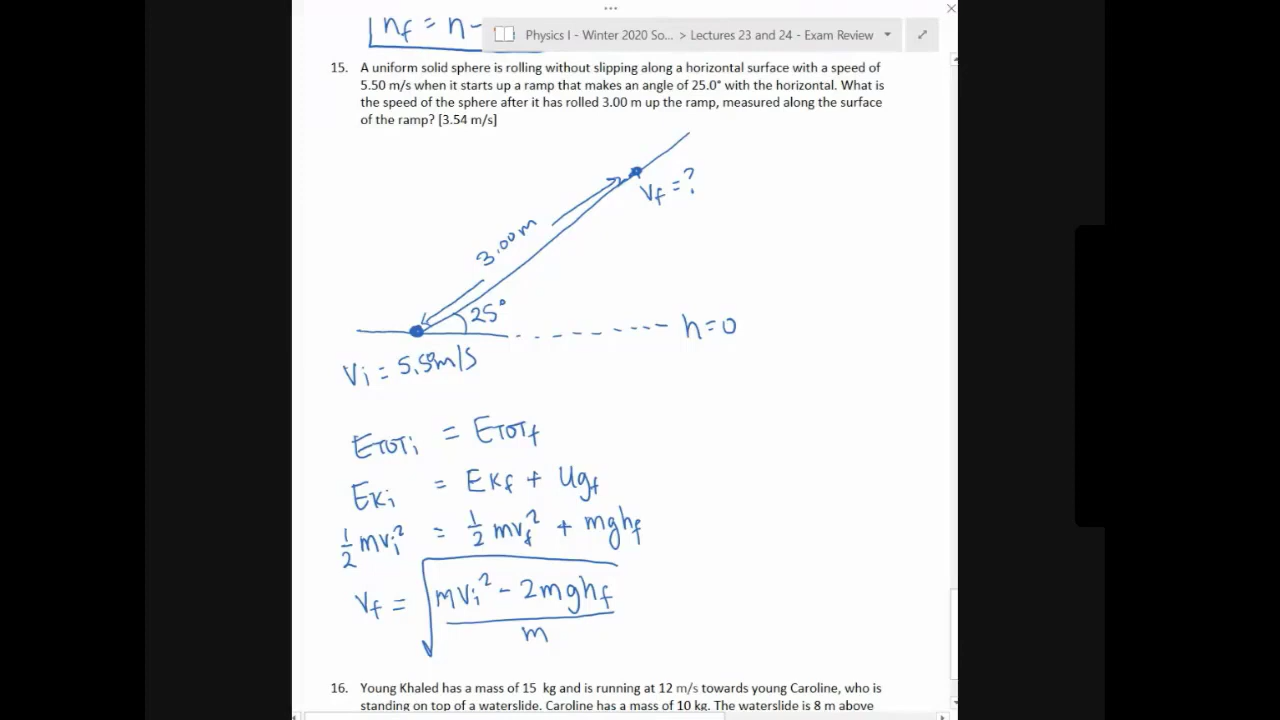 nf = n-
Physics I - Winter 2020 So... > Lectures 23 and 24 - Exam Review
15. A uniform solid sphere is rolling without slipping along a horizontal surface with a speed of
5.50 m/s when it starts up a ramp that makes an angle of 25.0° with the horizontal. What is
the speed of the sphere after it has rolled 3.00 m up the ramp, measured along the surface
of the ramp? [3.54 m/s]
Vf = ?
3.00m
25°
h=0
Vi = 5.50m/s
ETOTi = ETOTf
EKi = EKf + Ugf
1/2 mvi² = 1/2 mvf² + mghf
Vf = √(mvi² - 2mghf / m)
16. Young Khaled has a mass of 15 kg and is running at 12 m/s towards young Caroline, who is
standing on top of a waterslide. Caroline has a mass of 10 kg. The waterslide is 8 m above